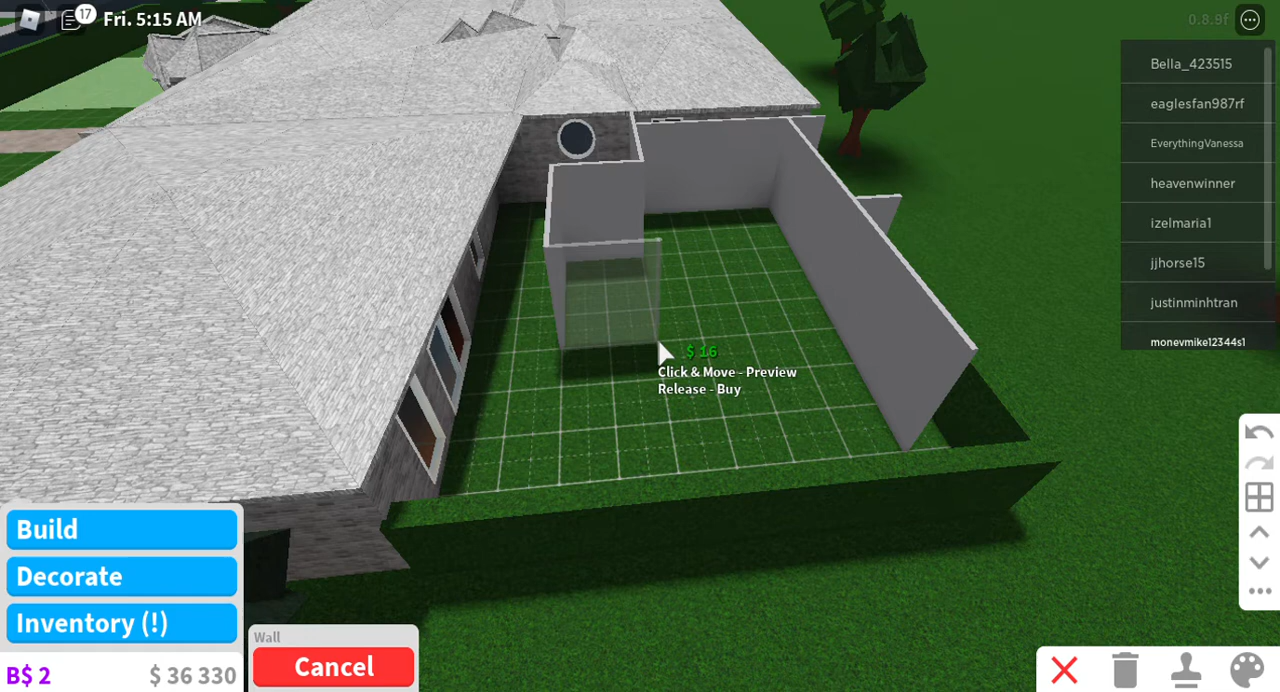 17 Fri. 5:15 AM
0.8.9f
Bella_423515
eaglesfan987rf
EverythingVanessa
heavenwinner
izelmaria1
jjhorse15
justinminhtran
monevmike12344s1
$ 16
Click & Move - Preview
Release - Buy
Build
Decorate
Inventory (!)
B$ 2 $ 36 330
Wall
Cancel